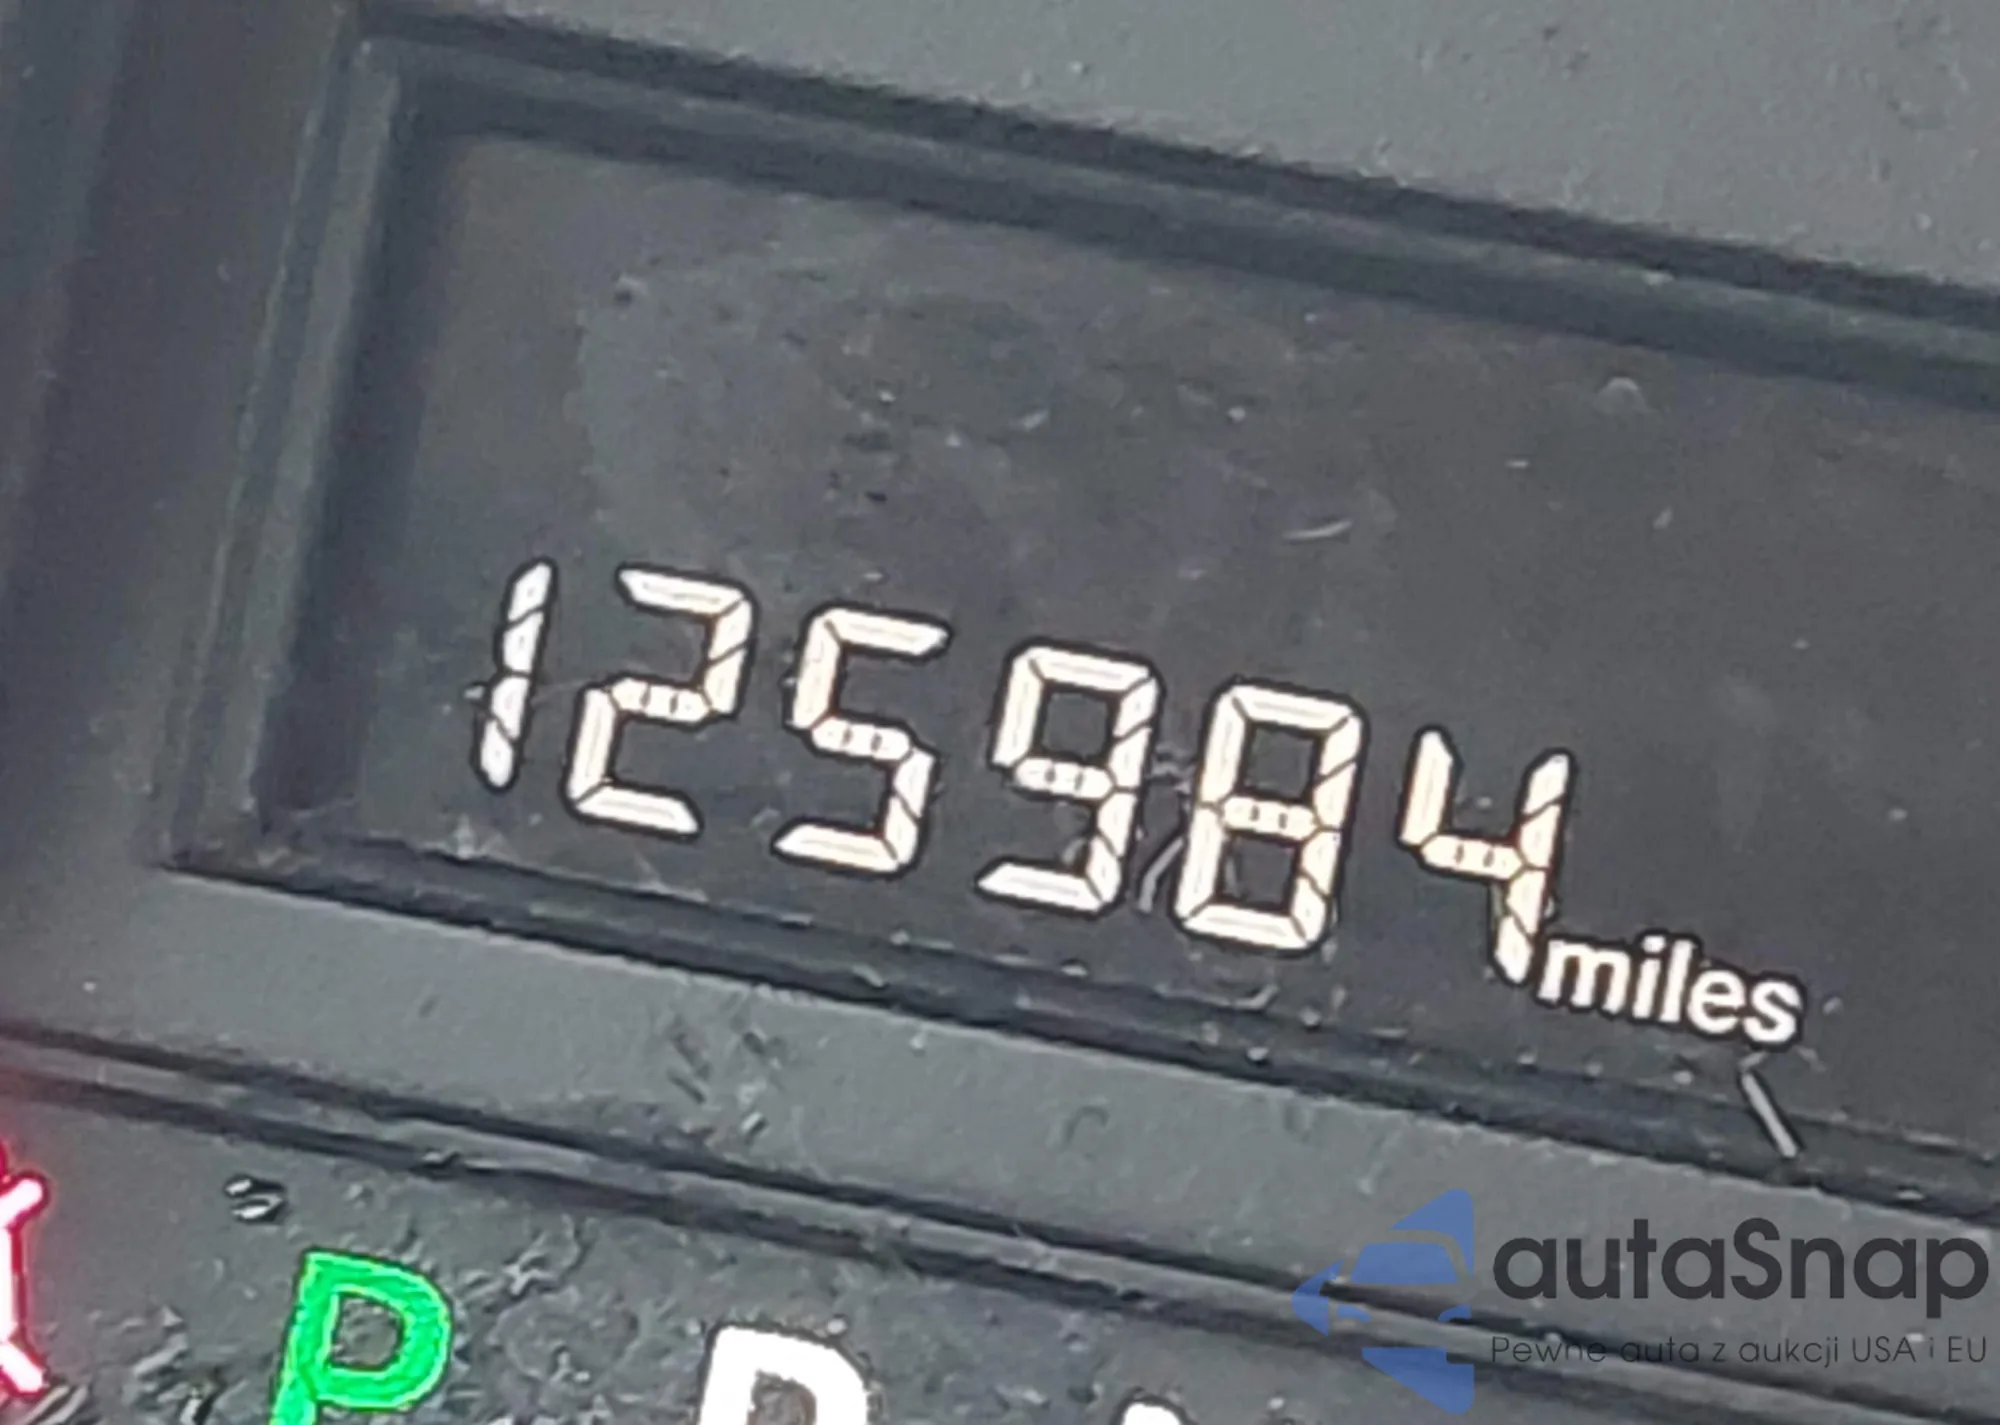 125984 miles
P
autaSnap
Pewne auta z aukcji USA i EU